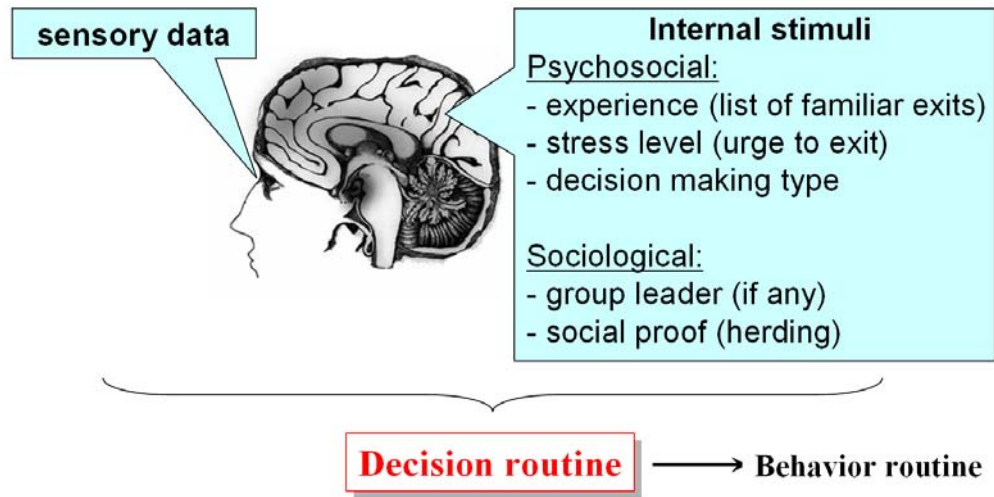 sensory data
Internal stimuli
Psychosocial:
- experience (list of familiar exits)
- stress level (urge to exit)
- decision making type
Sociological:
- group leader (if any)
- social proof (herding)
Decision routine
Behavior routine